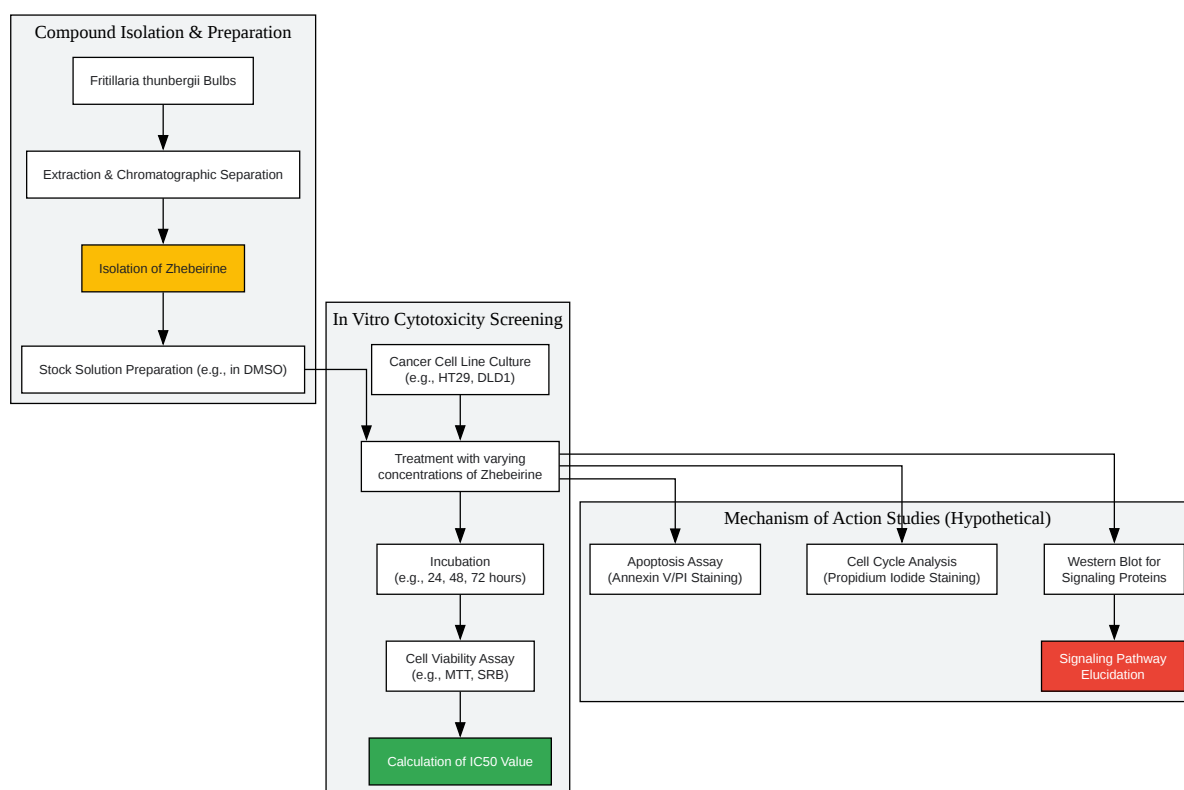 Compound Isolation & Preparation
Fritillaria thunbergii Bulbs
Extraction & Chromatographic Separation
Isolation of Zhebeirine
Stock Solution Preparation (e.g., in DMSO)
In Vitro Cytotoxicity Screening
Cancer Cell Line Culture
(e.g., HT29, DLD1)
Treatment with varying
concentrations of Zhebeirine
Incubation
(e.g., 24, 48, 72 hours)
Cell Viability Assay
(e.g., MTT, SRB)
Calculation of IC50 Value
Mechanism of Action Studies (Hypothetical)
Apoptosis Assay
(Annexin V/PI Staining)
Cell Cycle Analysis
(Propidium Iodide Staining)
Western Blot for
Signaling Proteins
Signaling Pathway
Elucidation